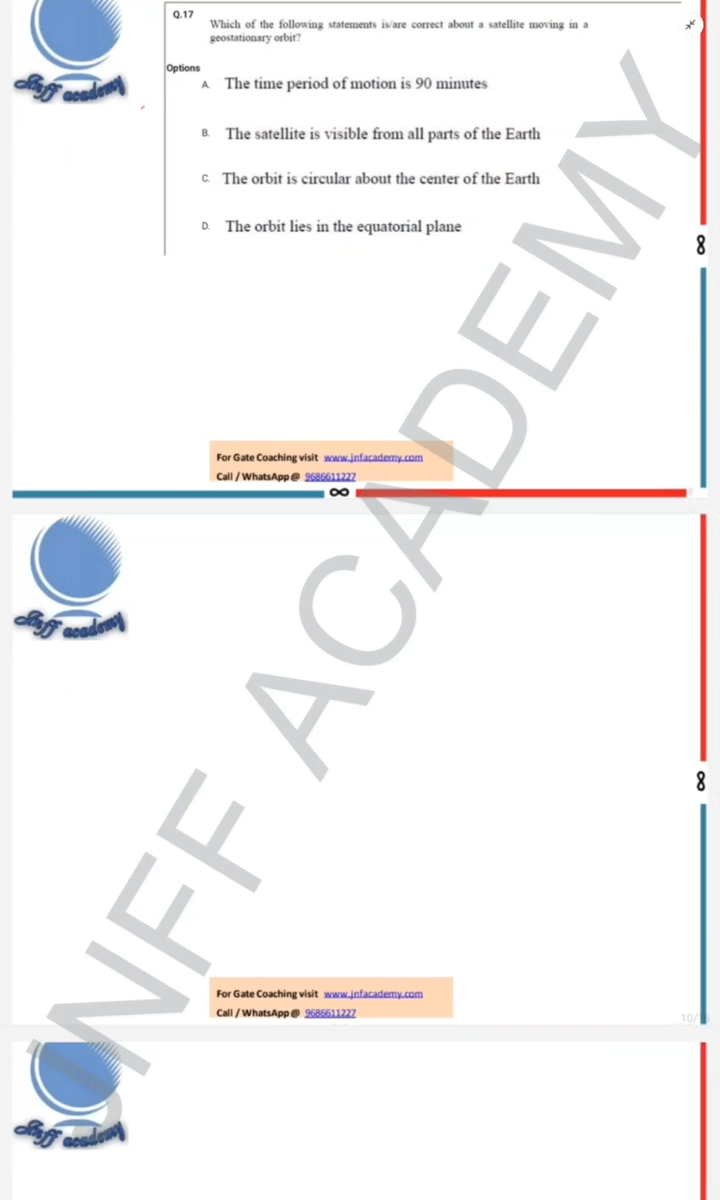 Q.17
Which of the following statements is/are correct about a satellite moving in a
geostationary orbit?
Options
A. The time period of motion is 90 minutes
B. The satellite is visible from all parts of the Earth
C. The orbit is circular about the center of the Earth
D. The orbit lies in the equatorial plane
For Gate Coaching visit www.jnfacademy.com
Call / WhatsApp@ 9686611227
For Gate Coaching visit www.jnfacademy.com
Call / WhatsApp@ 9686611227
JNFF ACADEMY